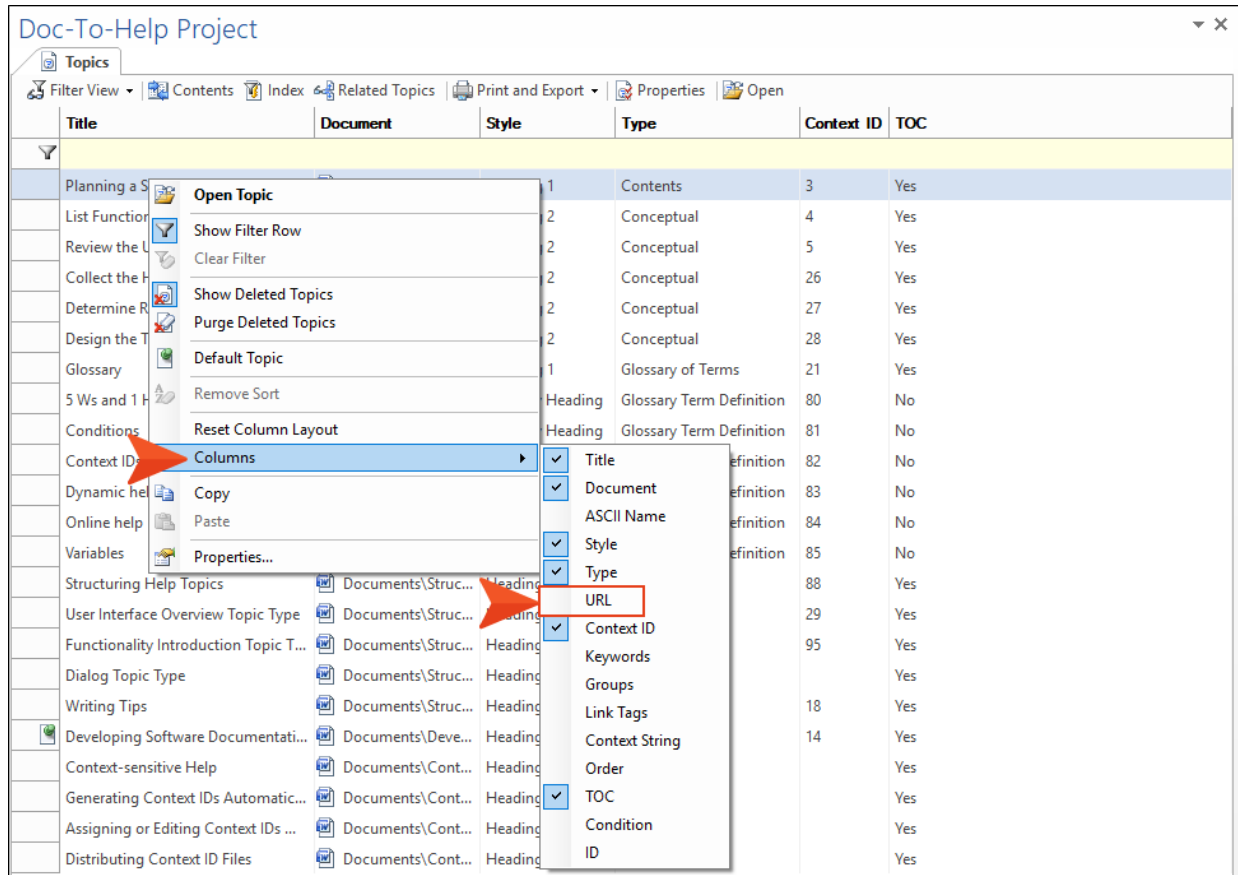 Doc-To-Help Project
Topics
Filter View Contents Index Related Topics Print and Export Properties Open
Title Document Style Type Context ID TOC
Planning a S 1 Contents 3 Yes
Open Topic
List Function 2 Conceptual 4 Yes
Show Filter Row
Review the U 2 Conceptual 5 Yes
Clear Filter
Collect the H 2 Conceptual 26 Yes
Show Deleted Topics
Determine R 2 Conceptual 27 Yes
Purge Deleted Topics
Design the T 2 Conceptual 28 Yes
Default Topic
Glossary 1 Glossary of Terms 21 Yes
Remove Sort
5 Ws and 1 H Heading Glossary Term Definition 80 No
Reset Column Layout
Conditions Heading Glossary Term Definition 81 No
Columns
Context IDs efinition 82 No
Title
Dynamic hel efinition 83 No
Copy
Document
Online help efinition 84 No
Paste
ASCII Name
Variables efinition 85 No
Properties...
Style
Structuring Help Topics Documents\Struc... Heading 88 Yes
Type
User Interface Overview Topic Type Documents\Struc... Heading 29 Yes
URL
Functionality Introduction Topic T... Documents\Struc... Heading 95 Yes
Context ID
Keywords
Dialog Topic Type Documents\Struc... Heading Yes
Groups
Writing Tips Documents\Struc... Heading 18 Yes
Link Tags
Developing Software Documentati... Documents\Deve... Heading 14 Yes
Context String
Context-sensitive Help Documents\Cont... Heading Yes
Order
Generating Context IDs Automatic... Documents\Cont... Heading Yes
TOC
Assigning or Editing Context IDs ... Documents\Cont... Heading Yes
Condition
Distributing Context ID Files Documents\Cont... Heading Yes
ID